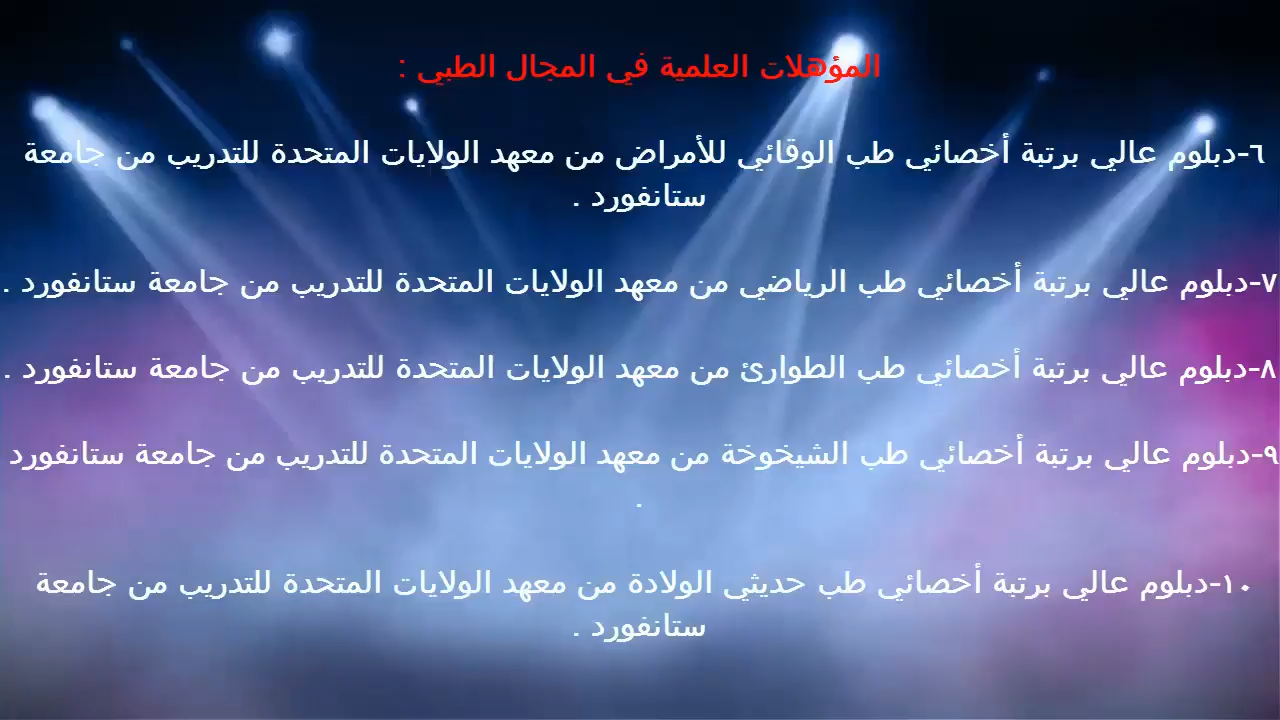 المؤهلات العلمية في المجال الطبي :
٦-دبلوم عالي برتبة أخصائي طب الوقائي للأمراض من معهد الولايات المتحدة للتدريب من جامعة
ستانفورد .
٧-دبلوم عالي برتبة أخصائي طب الرياضي من معهد الولايات المتحدة للتدريب من جامعة ستانفورد .
٨-دبلوم عالي برتبة أخصائي طب الطوارئ من معهد الولايات المتحدة للتدريب من جامعة ستانفورد .
٩-دبلوم عالي برتبة أخصائي طب الشيخوخة من معهد الولايات المتحدة للتدريب من جامعة ستانفورد
.
١٠-دبلوم عالي برتبة أخصائي طب حديثي الولادة من معهد الولايات المتحدة للتدريب من جامعة
ستانفورد .